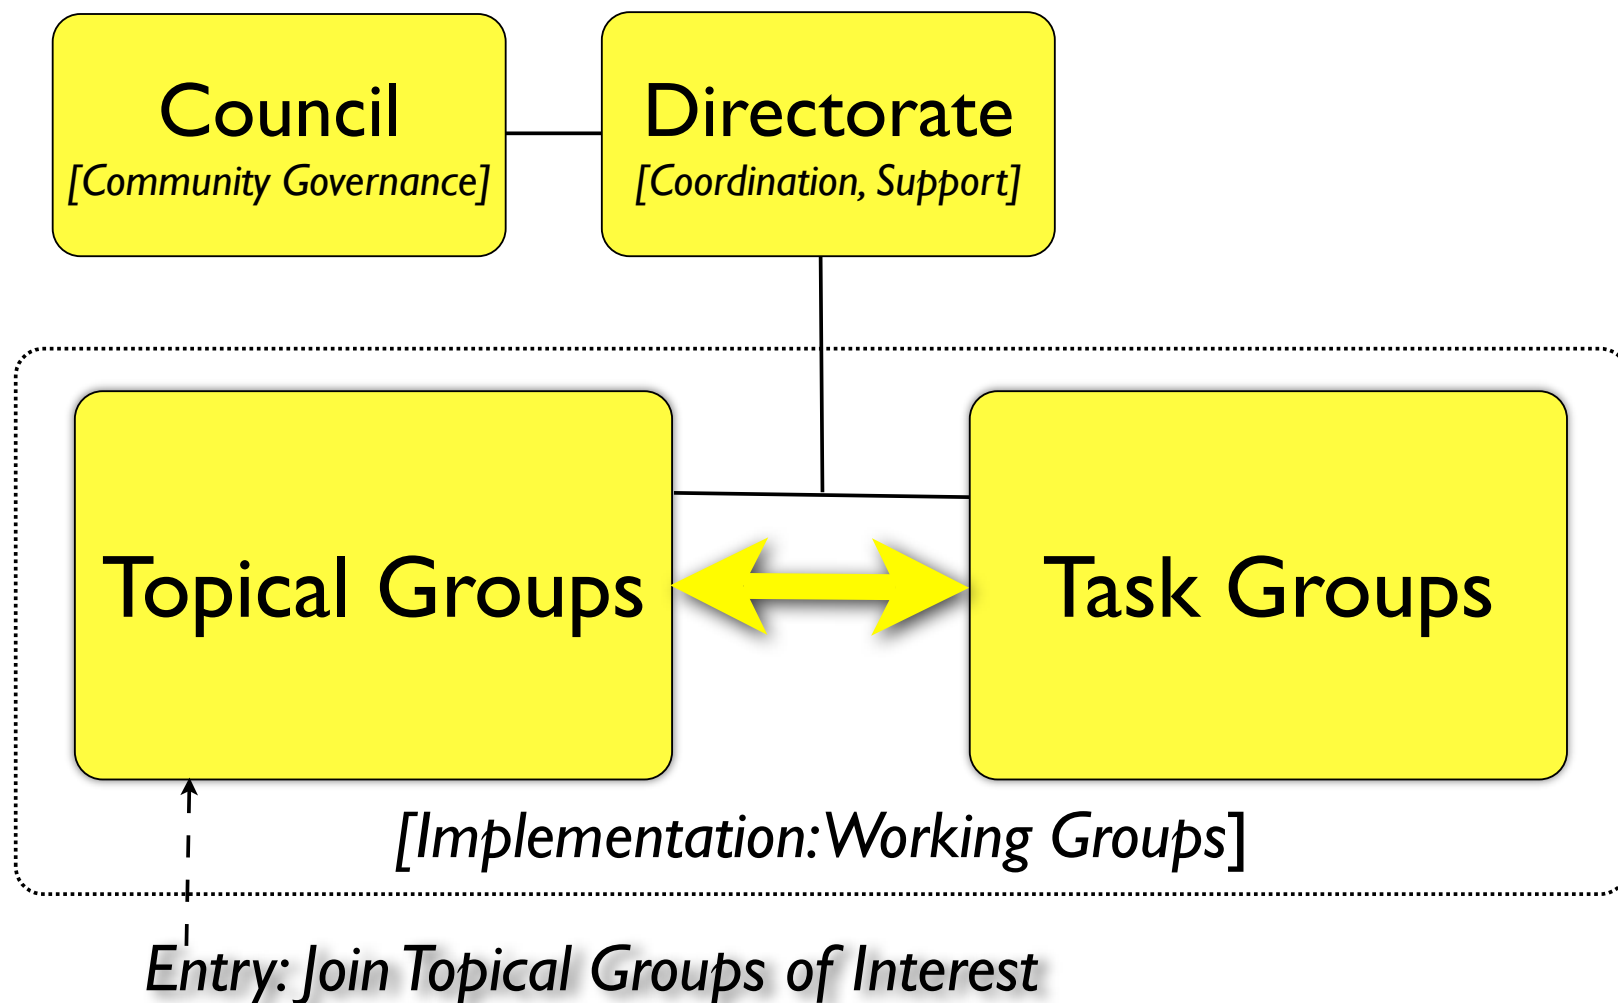 Council
[Community Governance]
Directorate
[Coordination, Support]
Topical Groups
Task Groups
[Implementation: Working Groups]
Entry: Join Topical Groups of Interest